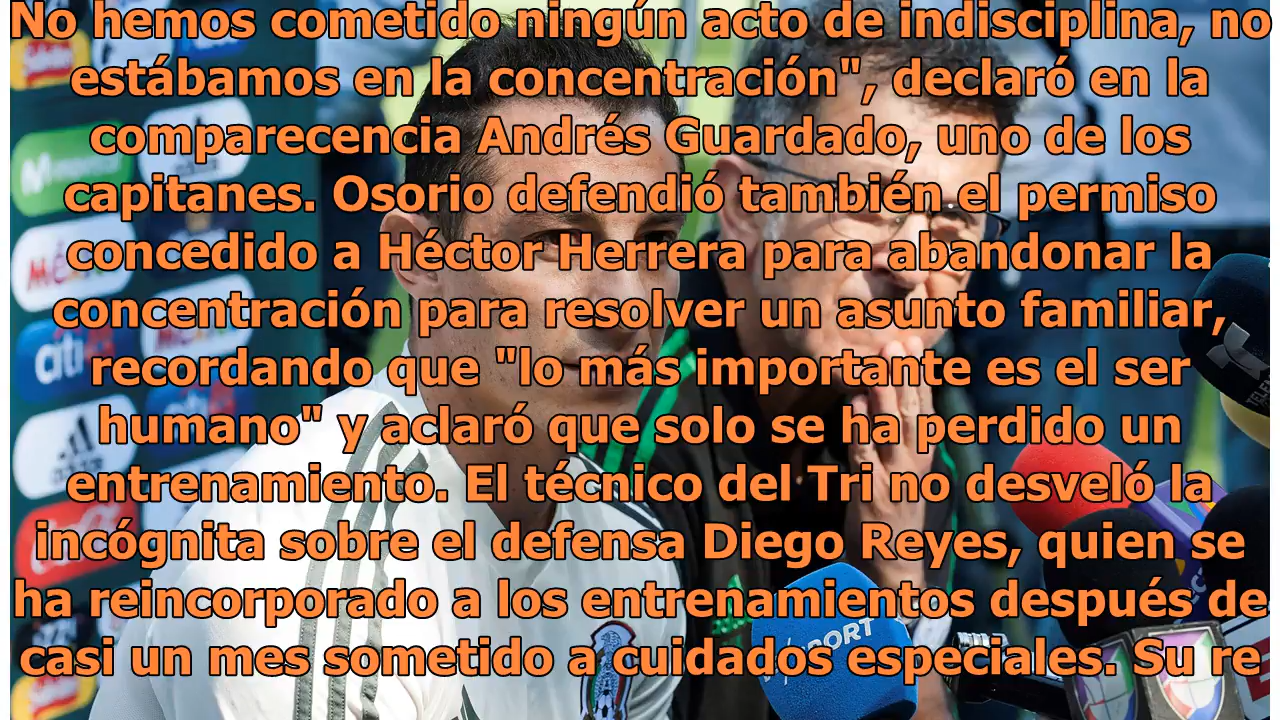 No hemos cometido ningún acto de indisciplina, no
estábamos en la concentración", declaró en la
comparecencia Andrés Guardado, uno de los
capitanes. Osorio defendió también el permiso
concedido a Héctor Herrera para abandonar la
concentración para resolver un asunto familiar,
recordando que "lo más importante es el ser
humano" y aclaró que solo se ha perdido un
entrenamiento. El técnico del Tri no desveló la
incógnita sobre el defensa Diego Reyes, quien se
ha reincorporado a los entrenamientos después de
casi un mes sometido a cuidados especiales. Su re
citi